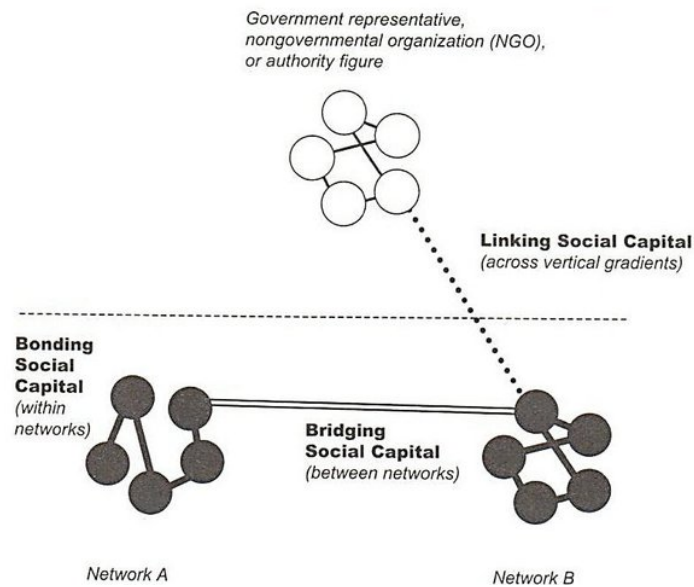 Government representative,
nongovernmental organization (NGO),
or authority figure
Linking Social Capital
(across vertical gradients)
Bonding
Social
Capital
(within
networks)
Bridging
Social Capital
(between networks)
Network A
Network B